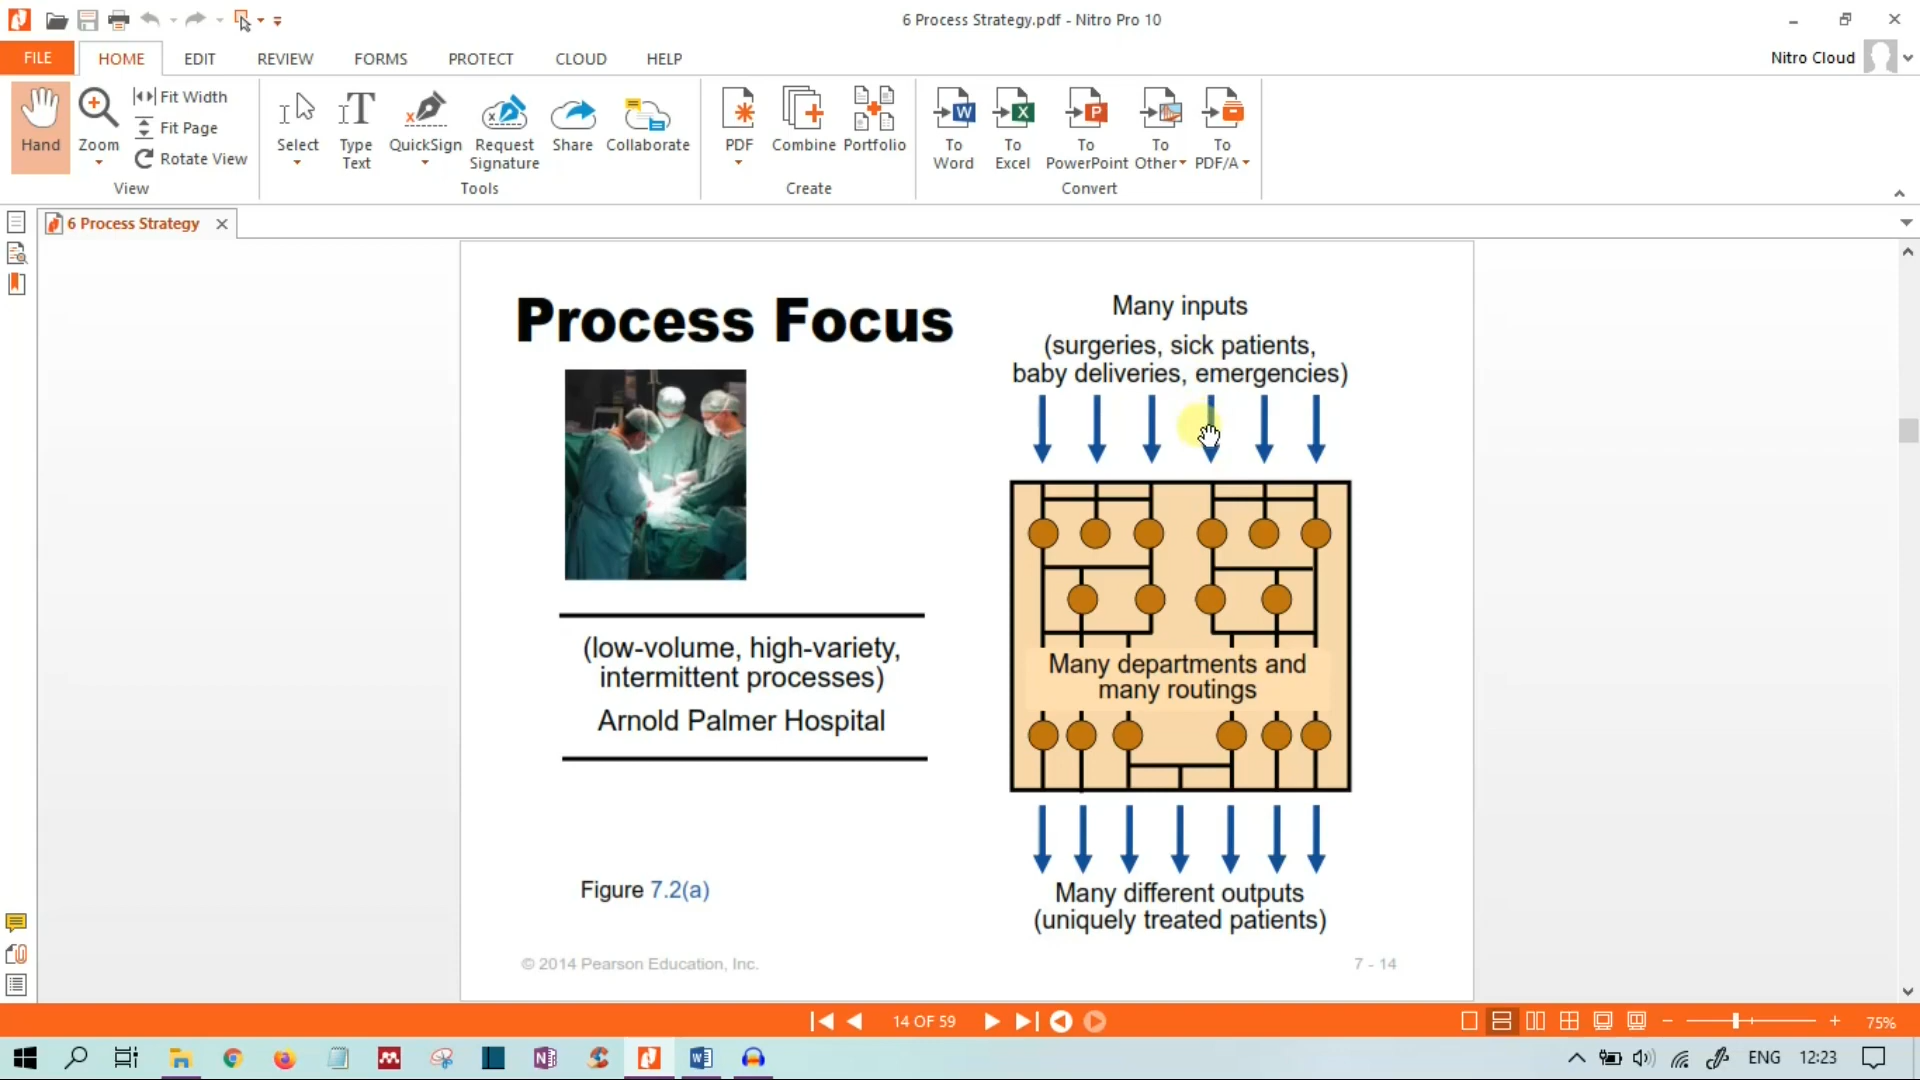 6 Process Strategy.pdf - Nitro Pro 10
FILE
HOME
EDIT
REVIEW
FORMS
PROTECT
CLOUD
HELP
Nitro Cloud
Hand
Zoom
Fit Width
Fit Page
Rotate View
View
Select
Type
Text
QuickSign
Request
Signature
Share
Collaborate
Tools
PDF
Combine
Portfolio
Create
To
Word
To
Excel
To
PowerPoint
To
Other
To
PDF/A
Convert
6 Process Strategy
Process Focus
Many inputs
(surgeries, sick patients,
baby deliveries, emergencies)
(low-volume, high-variety,
intermittent processes)
Arnold Palmer Hospital
Many departments and
many routings
Many different outputs
(uniquely treated patients)
Figure 7.2(a)
© 2014 Pearson Education, Inc.
7 - 14
14 OF 59
75%
ENG
12:23